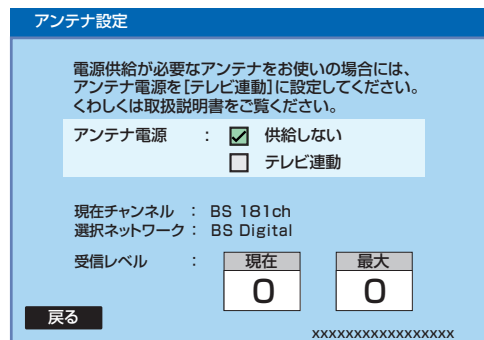 アンテナ設定
電源供給が必要なアンテナをお使いの場合には、
アンテナ電源を[テレビ連動]に設定してください。
くわしくは取扱説明書をご覧ください。
アンテナ電源 : 供給しない
テレビ連動
現在チャンネル : BS 181ch
選択ネットワーク : BS Digital
受信レベル : 現在 最大
0 0
戻る
xxxxxxxxxxxxxxxxx